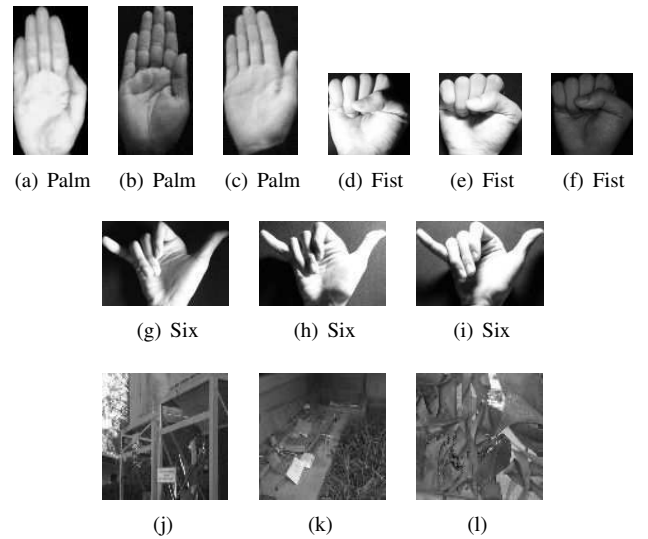 (a) Palm (b) Palm (c) Palm (d) Fist (e) Fist (f) Fist
(g) Six (h) Six (i) Six
(j) (k) (l)